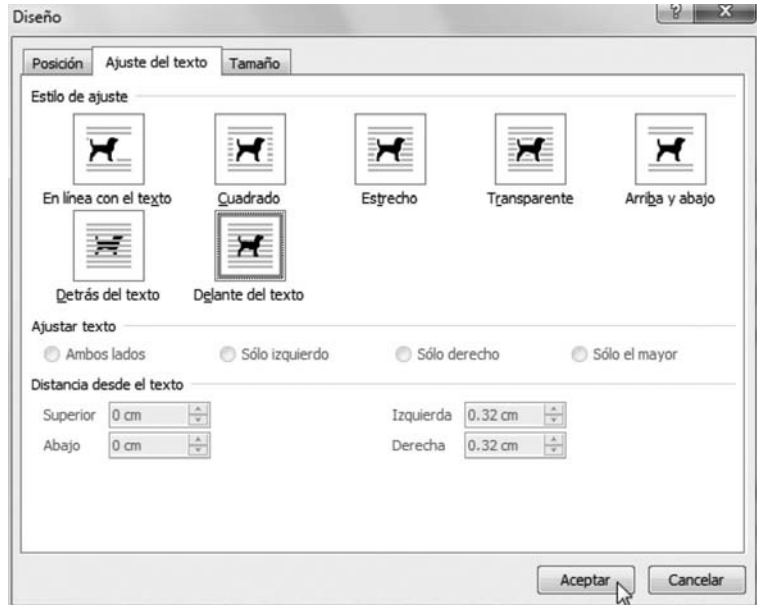 Diseño
Posición Ajuste del texto Tamaño
Estilo de ajuste
En línea con el texto Cuadrado Estrecho Transparente Arriba y abajo
Detrás del texto Delante del texto
Ajustar texto
Ambos lados Sólo izquierdo Sólo derecho Sólo el mayor
Distancia desde el texto
Superior 0 cm Izquierda 0.32 cm
Abajo 0 cm Derecha 0.32 cm
Aceptar Cancelar